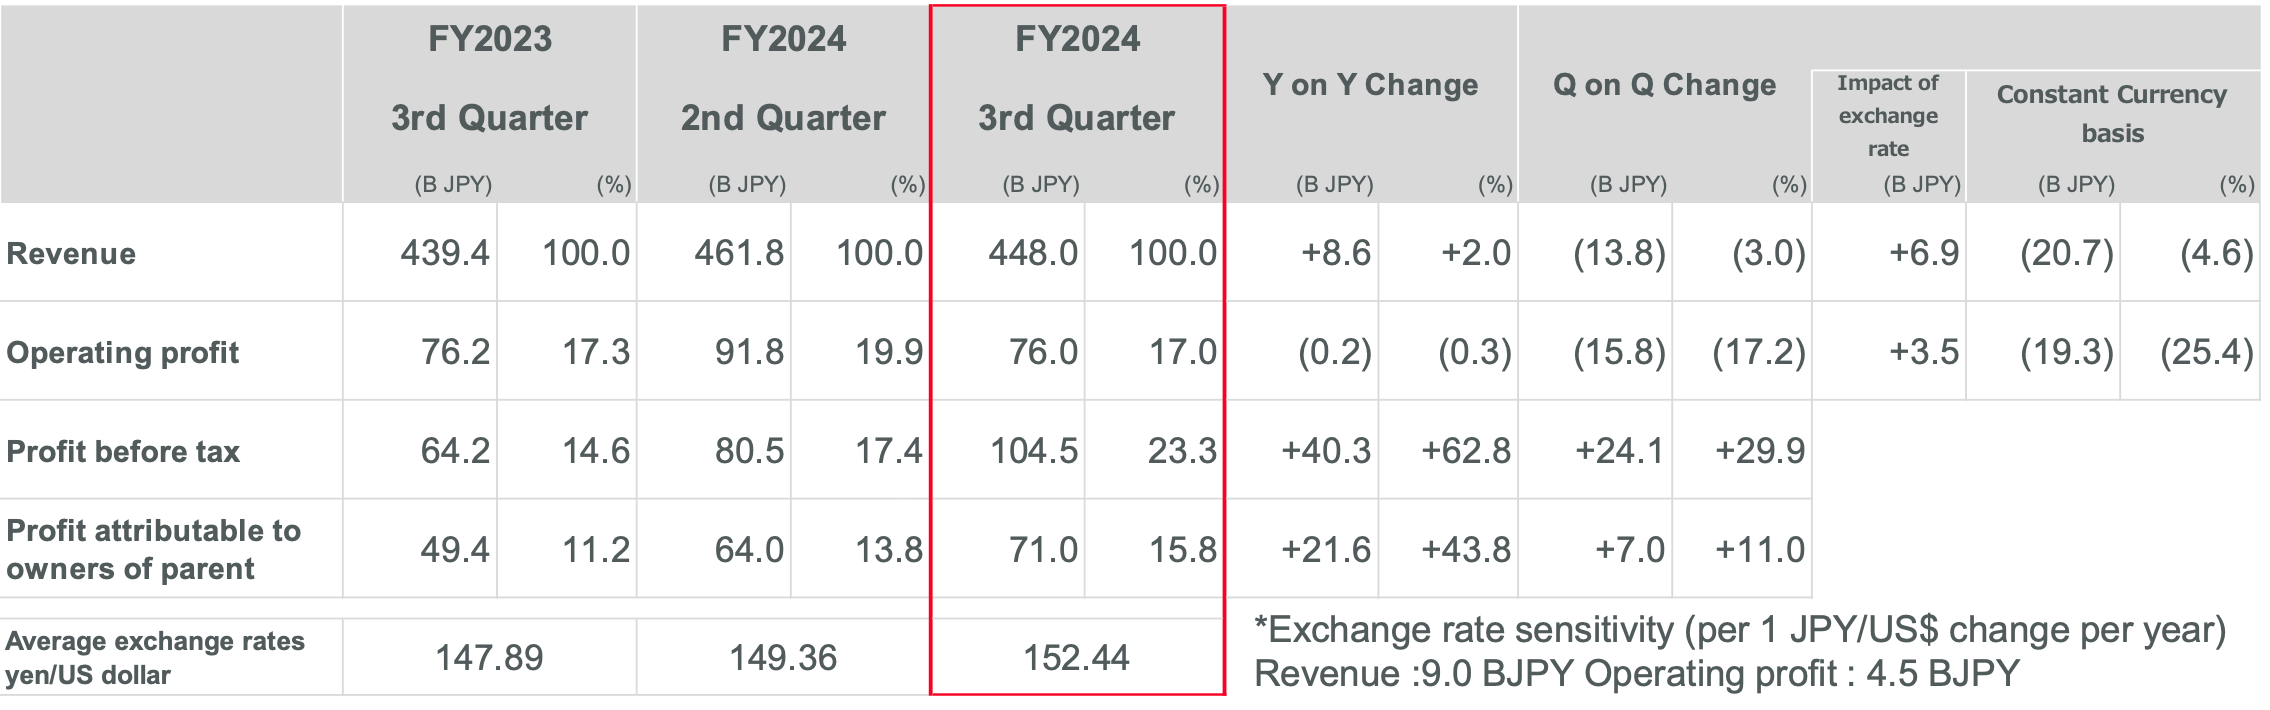 FY2023 FY2024 FY2024
Y on Y Change Q on Q Change
3rd Quarter 2nd Quarter 3rd Quarter
Impact of
exchange
rate
Constant Currency
basis
(B JPY) (%) (B JPY) (%) (B JPY) (%) (B JPY) (%) (B JPY) (%) (B JPY) (B JPY) (%)
Revenue 439.4 100.0 461.8 100.0 448.0 100.0 +8.6 +2.0 (13.8) (3.0) +6.9 (20.7) (4.6)
Operating profit 76.2 17.3 91.8 19.9 76.0 17.0 (0.2) (0.3) (15.8) (17.2) +3.5 (19.3) (25.4)
Profit before tax 64.2 14.6 80.5 17.4 104.5 23.3 +40.3 +62.8 +24.1 +29.9
Profit attributable to
owners of parent
49.4 11.2 64.0 13.8 71.0 15.8 +21.6 +43.8 +7.0 +11.0
Average exchange rates
yen/US dollar
147.89 149.36 152.44
*Exchange rate sensitivity (per 1 JPY/US$ change per year)
Revenue :9.0 BJPY Operating profit : 4.5 BJPY